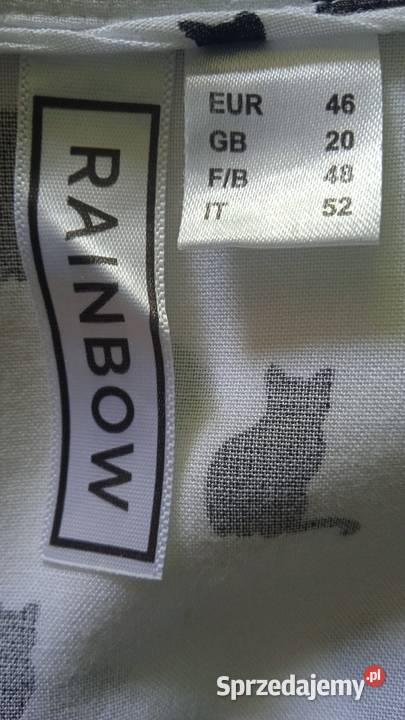 RAINBOW
EUR 46
GB 20
F/B 48
IT 52
Sprzedajemy.pl